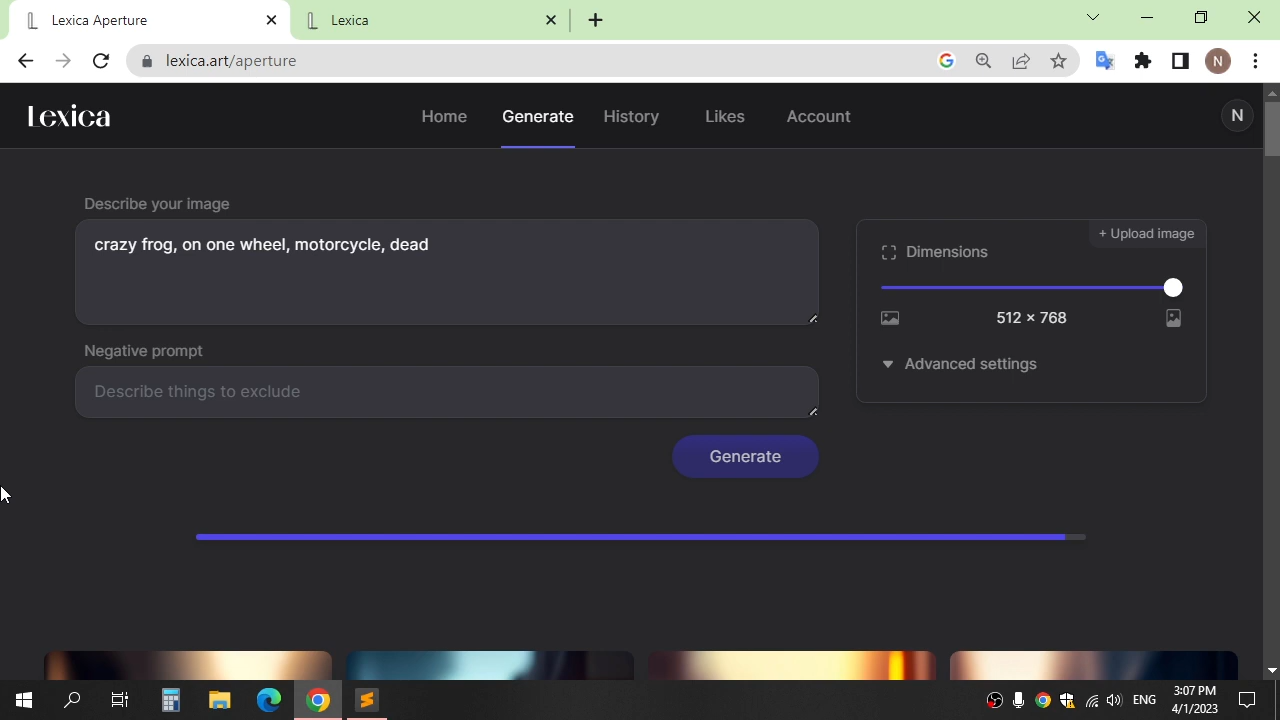 Lexica Aperture
Lexica
lexica.art/aperture
N
Lexica
Home
Generate
History
Likes
Account
N
Describe your image
crazy frog, on one wheel, motorcycle, dead
+ Upload image
Dimensions
512 × 768
Advanced settings
Negative prompt
Describe things to exclude
Generate
ENG
3:07 PM
4/1/2023